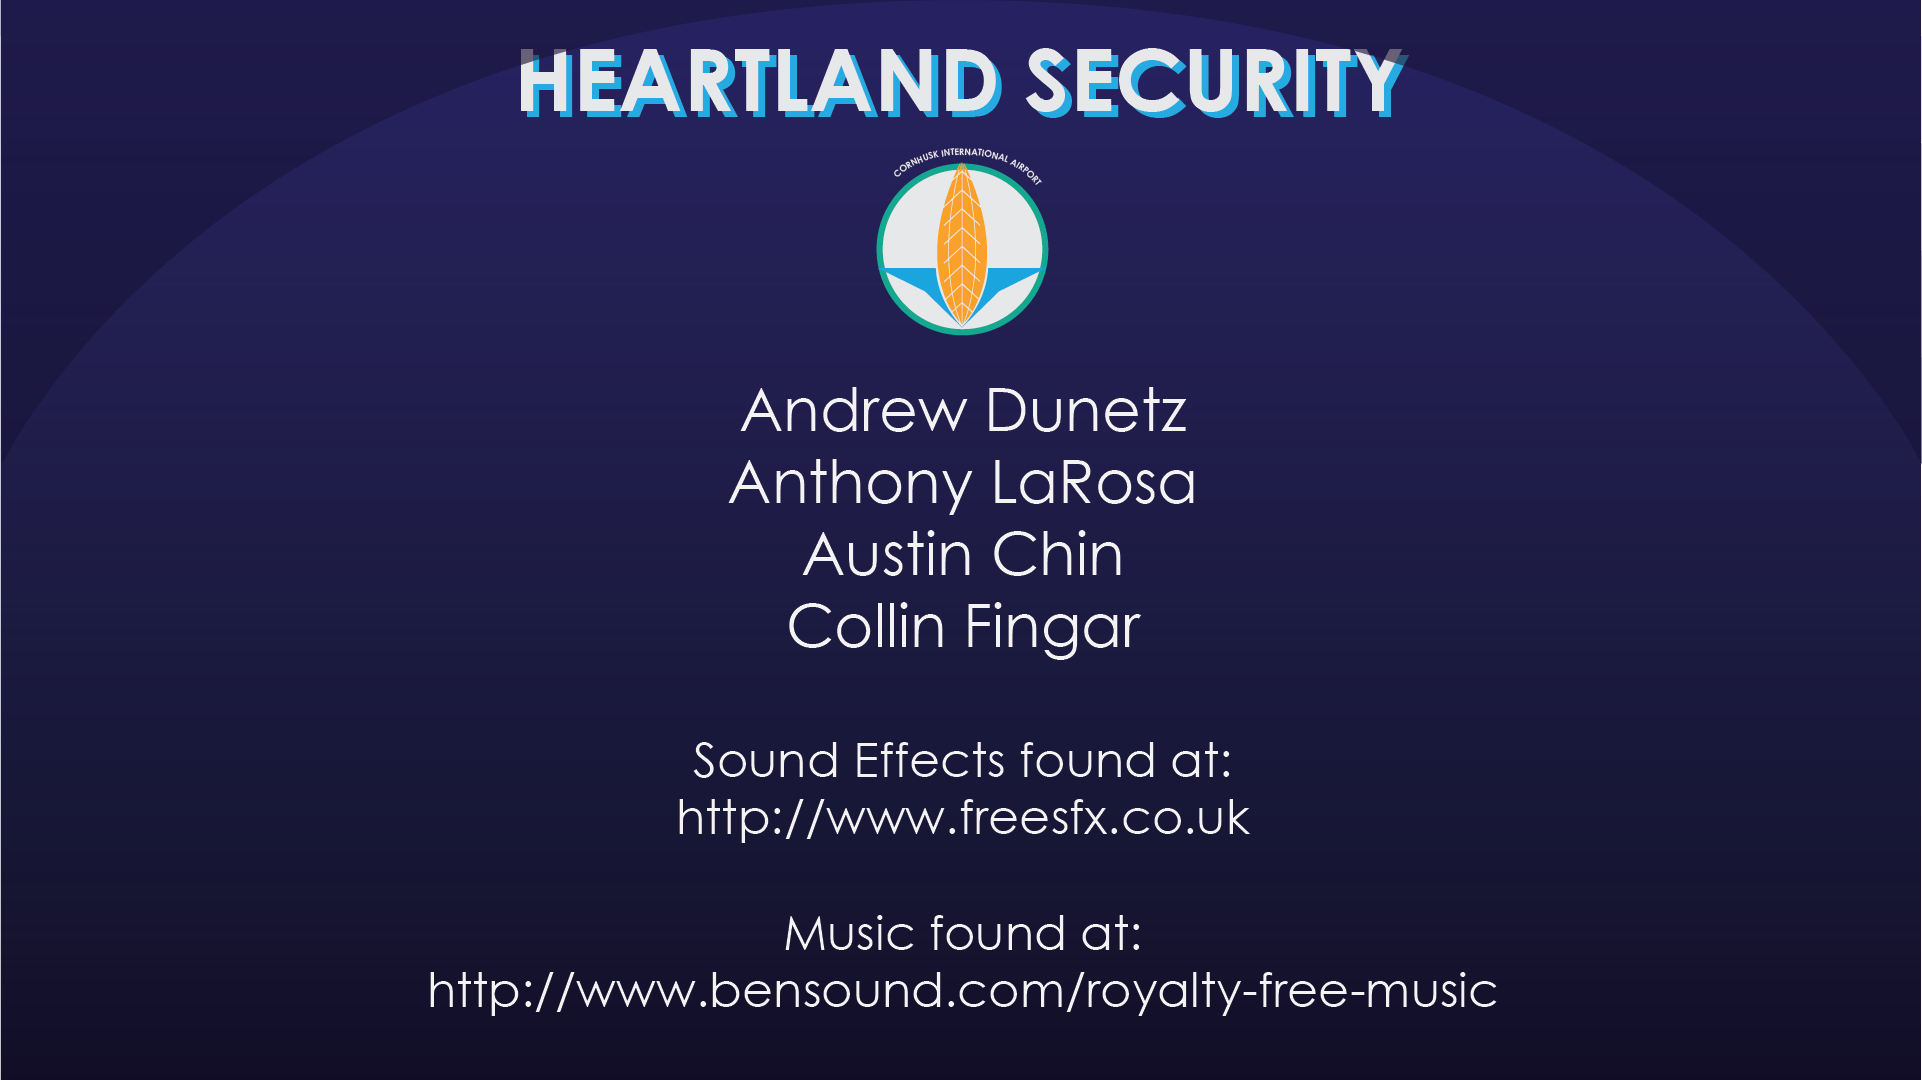 HEARTLAND SECURITY
CORNHUSK INTERNATIONAL AIRPORT
Andrew Dunetz
Anthony LaRosa
Austin Chin
Collin Fingar
Sound Effects found at:
http://www.freesfx.co.uk
Music found at:
http://www.bensound.com/royalty-free-music